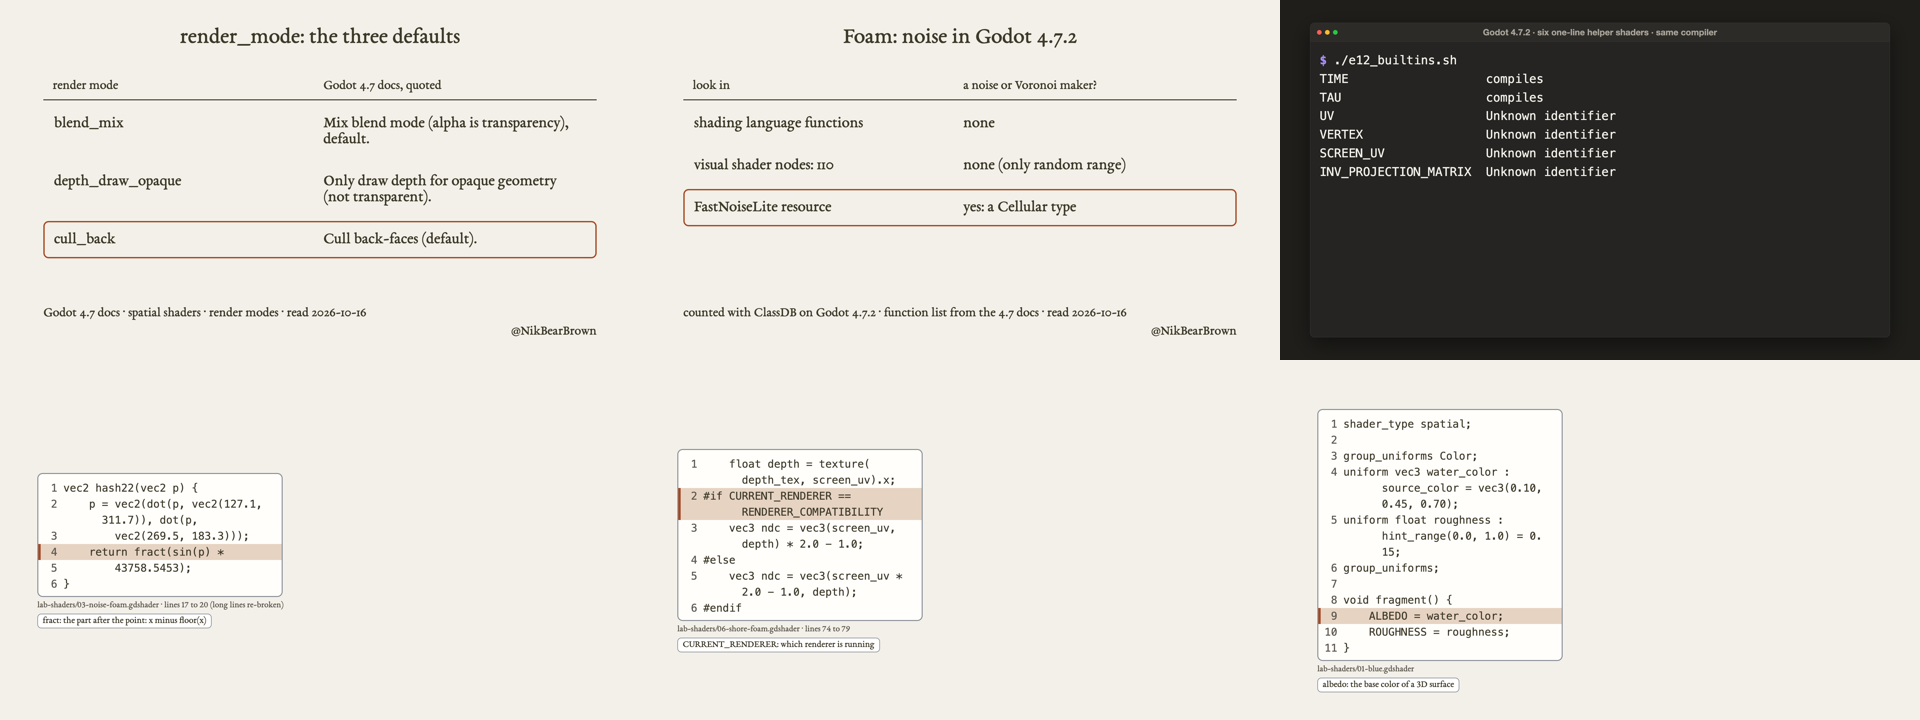 render_mode: the three defaults
render mode Godot 4.7 docs, quoted
blend_mix Mix blend mode (alpha is transparency),
default.
depth_draw_opaque Only draw depth for opaque geometry
(not transparent).
cull_back Cull back-faces (default).
Godot 4.7 docs · spatial shaders · render modes · read 2026-10-16
@NikBearBrown
Foam: noise in Godot 4.7.2
look in a noise or Voronoi maker?
shading language functions none
visual shader nodes: 110 none (only random range)
FastNoiseLite resource yes: a Cellular type
counted with ClassDB on Godot 4.7.2 · function list from the 4.7 docs · read 2026-10-16
@NikBearBrown
Godot 4.7.2 · six one-line helper shaders · same compiler
$ ./e12_builtins.sh
TIME compiles
TAU compiles
UV Unknown identifier
VERTEX Unknown identifier
SCREEN_UV Unknown identifier
INV_PROJECTION_MATRIX Unknown identifier
1 vec2 hash22(vec2 p) {
2 p = vec2(dot(p, vec2(127.1,
311.7)), dot(p,
3 vec2(269.5, 183.3)));
4 return fract(sin(p) *
5 43758.5453);
6 }
lab-shaders/03-noise-foam.gdshader · lines 17 to 20 (long lines re-broken)
fract: the part after the point: x minus floor(x)
1 float depth = texture(
depth_tex, screen_uv).x;
2 #if CURRENT_RENDERER ==
RENDERER_COMPATIBILITY
3 vec3 ndc = vec3(screen_uv,
depth) * 2.0 - 1.0;
4 #else
5 vec3 ndc = vec3(screen_uv *
2.0 - 1.0, depth);
6 #endif
lab-shaders/06-shore-foam.gdshader · lines 74 to 79
CURRENT_RENDERER: which renderer is running
1 shader_type spatial;
2
3 group_uniforms Color;
4 uniform vec3 water_color :
source_color = vec3(0.10,
0.45, 0.70);
5 uniform float roughness :
hint_range(0.0, 1.0) = 0.
15;
6 group_uniforms;
7
8 void fragment() {
9 ALBEDO = water_color;
10 ROUGHNESS = roughness;
11 }
lab-shaders/01-blue.gdshader
albedo: the base color of a 3D surface